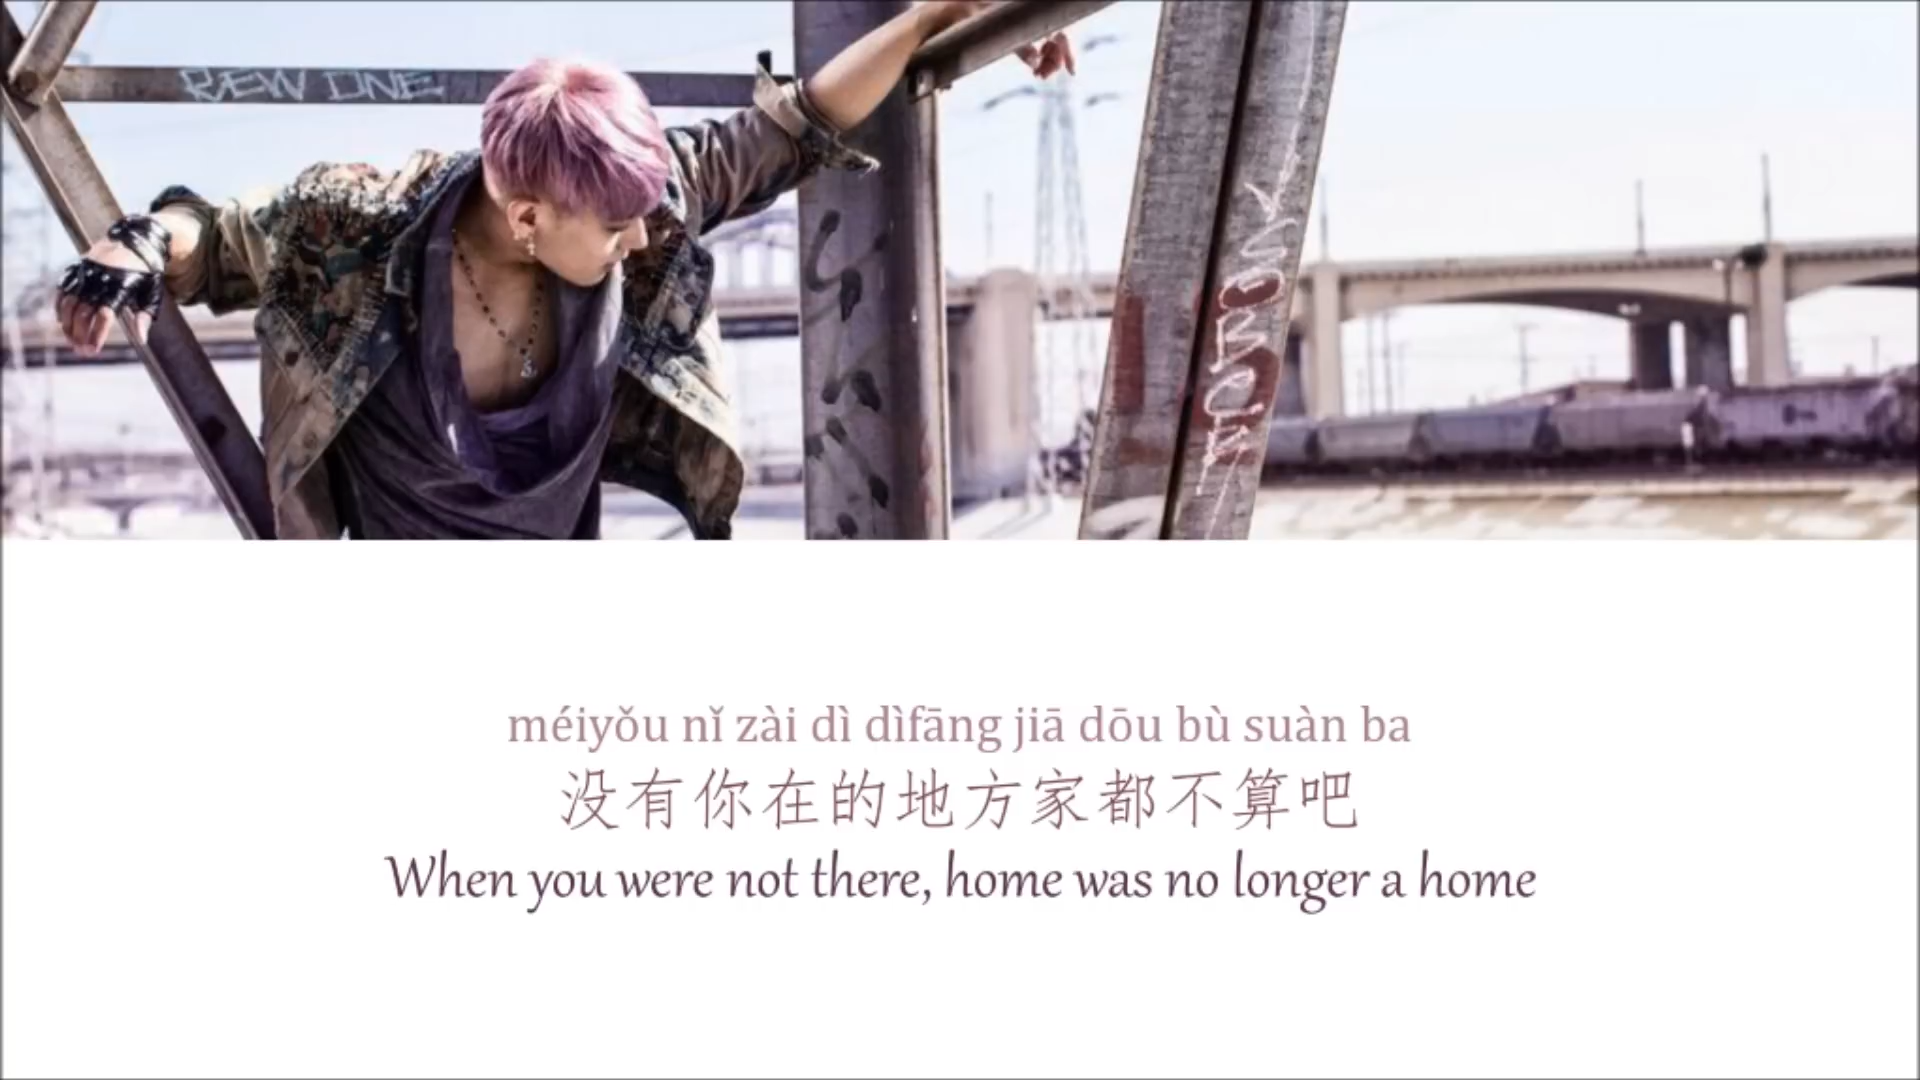 REW ONE
méiyǒu nǐ zài dì dìfāng jiā dōu bù suàn ba
没有你在的地方家都不算吧
When you were not there, home was no longer a home